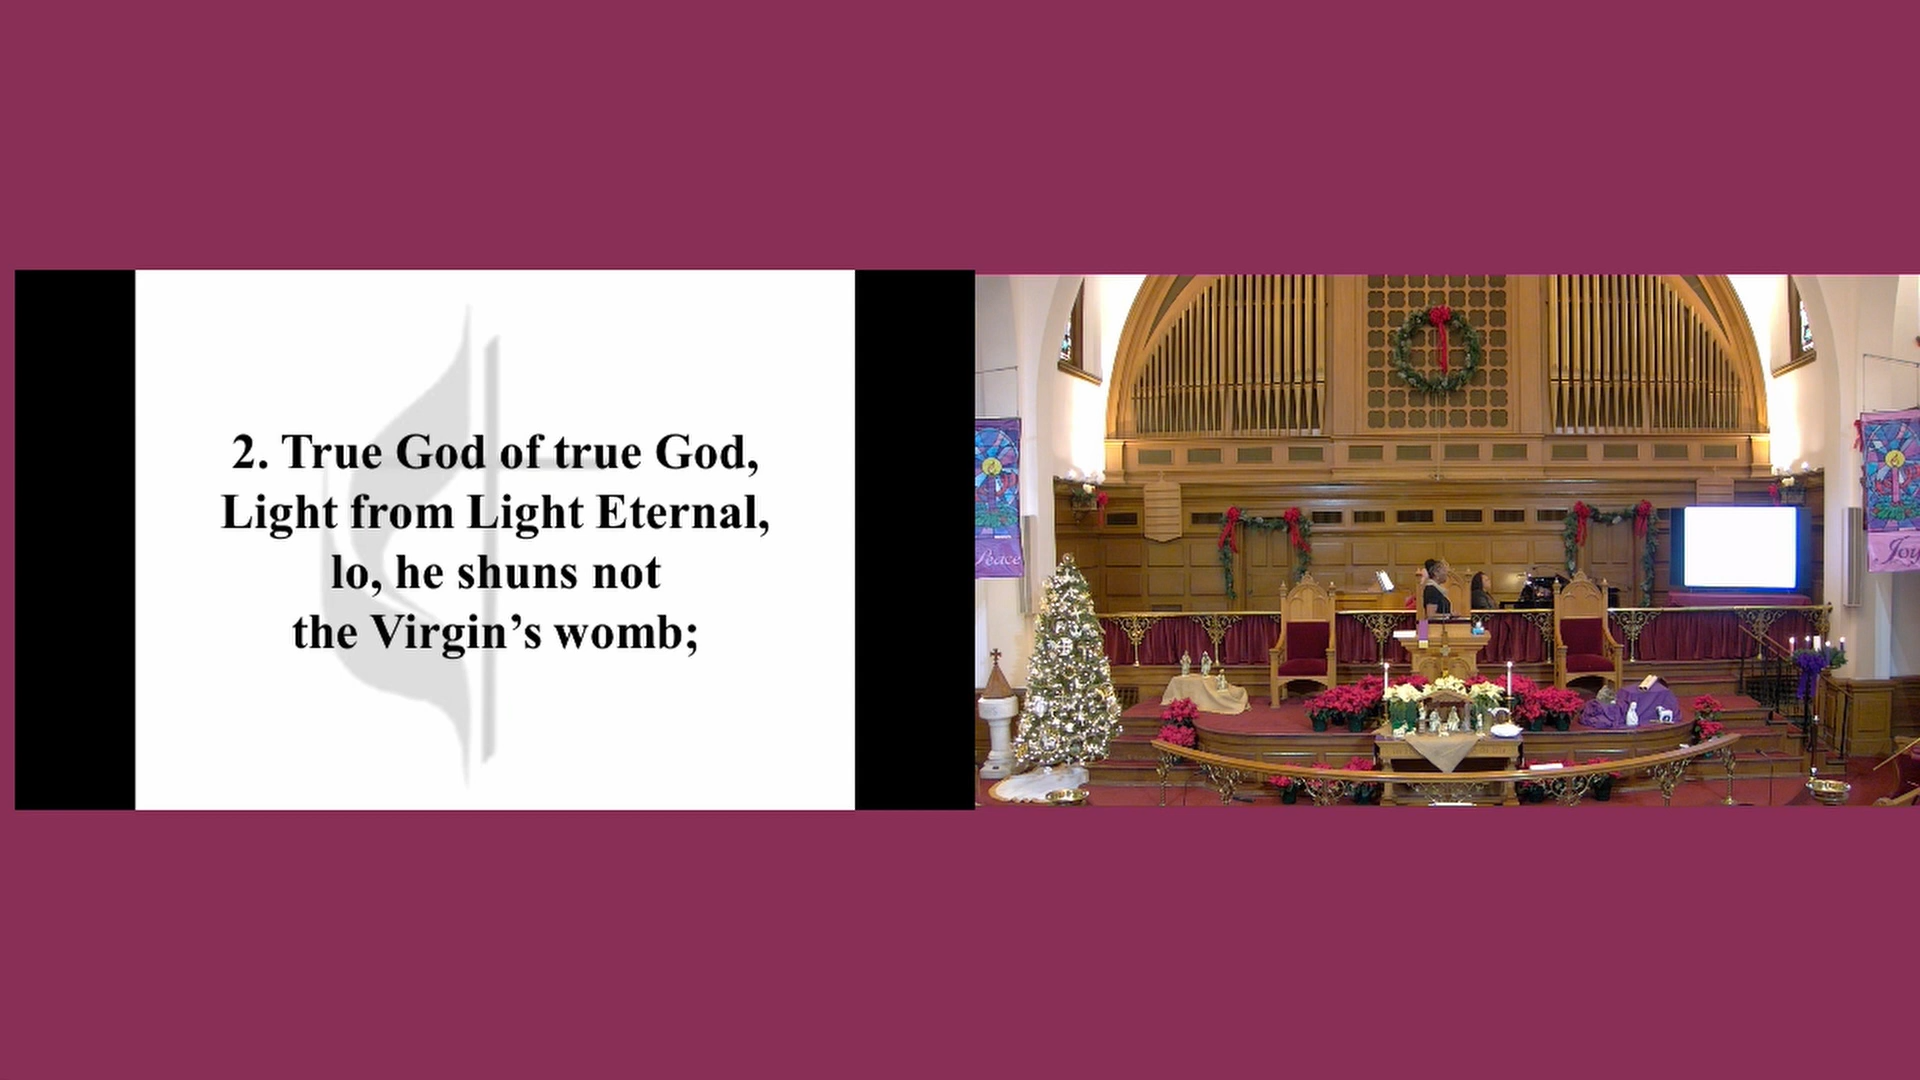 2. True God of true God,
Light from Light Eternal,
lo, he shuns not
the Virgin’s womb;
Peace
Joy